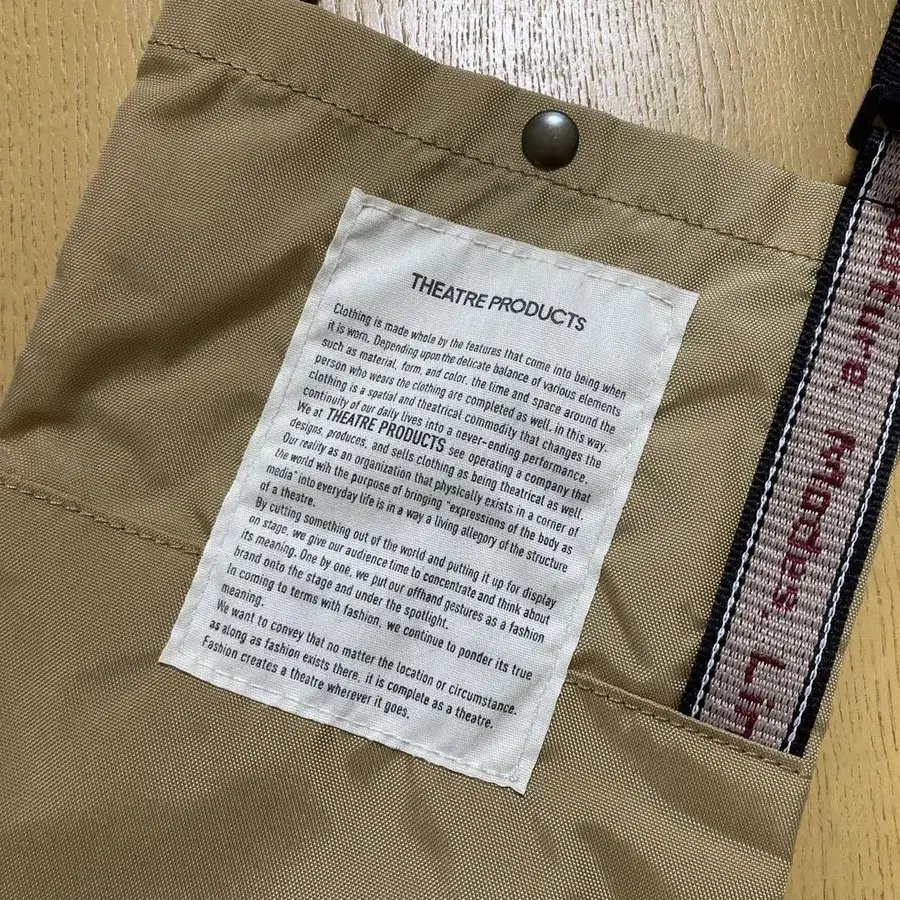 THEATRE PRODUCTS
Clothing is made whole by the features that come into being when
it is worn. Depending upon the delicate balance of various elements
such as material, form, and color, the time and space around the
person who wears the clothing are completed as well, in this way,
clothing is a spatial and theatrical commodity that changes the
continuity of our daily lives into a never-ending performance.
We at THEATRE PRODUCTS see operating a company that
designs, produces, and sells clothing as being theatrical as well.
Our reality as an organization that physically exists in a corner of
the world wih the purpose of bringing "expressions of the body as
media" into everyday life is in a way a living allegory of the structure
of a theatre.
By cutting something out of the world and putting it up for display
on stage, we give our audience time to concentrate and think about
its meaning. One by one, we put our offhand gestures as a fashion
brand onto the stage and under the spotlight.
In coming to terms with fashion, we continue to ponder its true
meaning.
We want to convey that no matter the location or circumstance.
as along as fashion exists there, it is complete as a theatre.
Fashion creates a theatre wherever it goes.
Mades